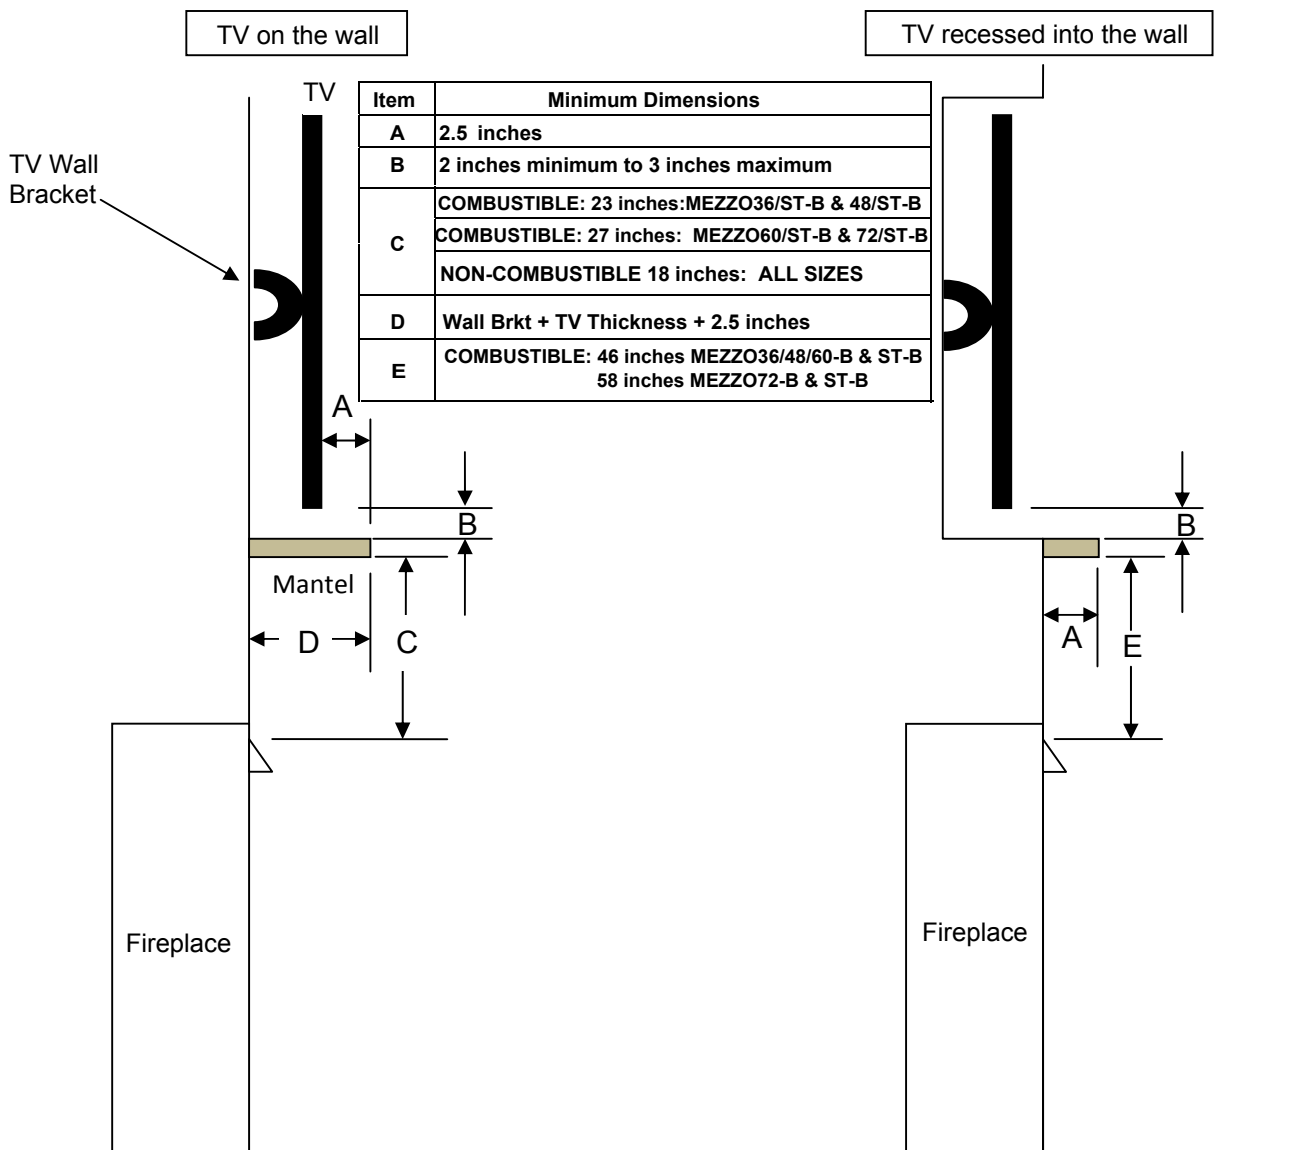 TV on the wall
TV recessed into the wall
TV
TV Wall
Bracket
Item Minimum Dimensions
A 2.5 inches
B 2 inches minimum to 3 inches maximum
C
COMBUSTIBLE: 23 inches:MEZZO36/ST-B & 48/ST-B
COMBUSTIBLE: 27 inches: MEZZO60/ST-B & 72/ST-B
NON-COMBUSTIBLE 18 inches: ALL SIZES
D Wall Brkt + TV Thickness + 2.5 inches
E COMBUSTIBLE: 46 inches MEZZO36/48/60-B & ST-B
58 inches MEZZO72-B & ST-B
A
B
Mantel
D
C
Fireplace
B
A
E
Fireplace